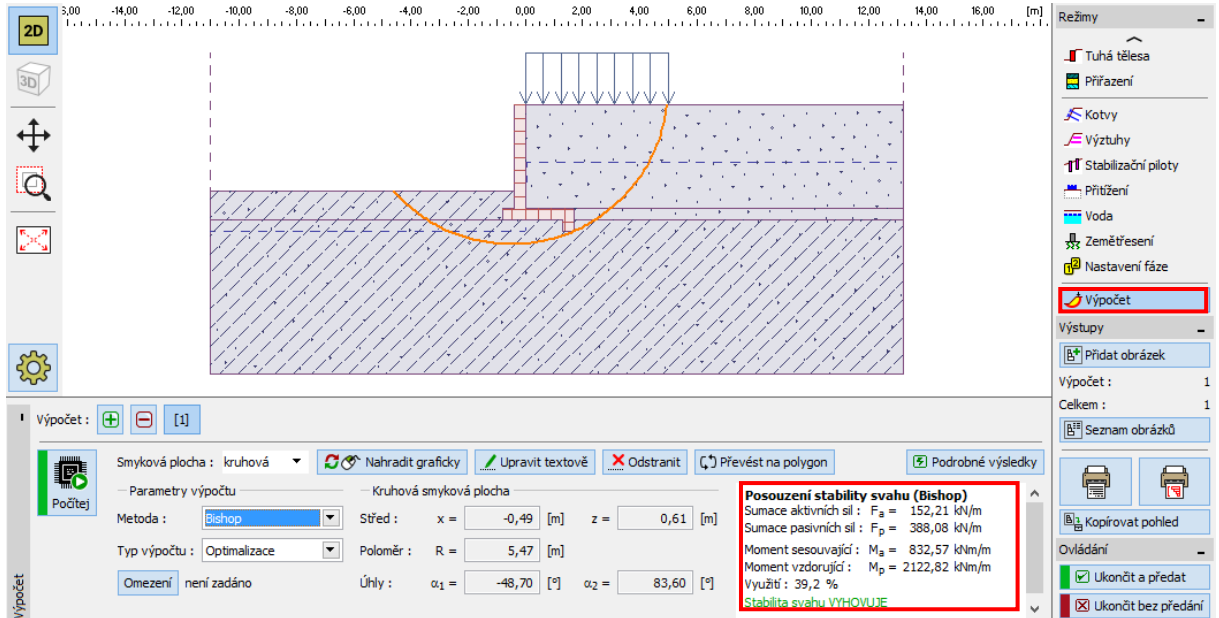 2D
3D
6,00 -14,00 -12,00 -10,00 -8,00 -6,00 -4,00 -2,00 0,00 2,00 4,00 6,00 8,00 10,00 12,00 14,00 16,00 [m]
Režimy
Tuhá tělesa
Přiřazení
Kotvy
Výztuhy
Stabilizační piloty
Přitížení
Voda
Zemětřesení
Nastavení fáze
Výpočet
Výstupy
Přidat obrázek
Výpočet : 1
Celkem : 1
Seznam obrázků
Kopírovat pohled
Ovládání
Ukončit a předat
Ukončit bez předání
Výpočet
Výpočet : [1]
Počítej
Smyková plocha : kruhová Nahradit graficky Upravit textově Odstranit Převést na polygon Podrobné výsledky
Parametry výpočtu
Metoda : Bishop
Typ výpočtu : Optimalizace
Omezení není zadáno
Kruhová smyková plocha
Střed : x = -0,49 [m] z = 0,61 [m]
Poloměr : R = 5,47 [m]
Úhly : α1 = -48,70 [°] α2 = 83,60 [°]
Posouzení stability svahu (Bishop)
Sumace aktivních sil : Fa = 152,21 kN/m
Sumace pasivních sil : Fp = 388,08 kN/m
Moment sesouvající : Ma = 832,57 kNm/m
Moment vzdorující : Mp = 2122,82 kNm/m
Využití : 39,2 %
Stabilita svahu VYHOVUJE